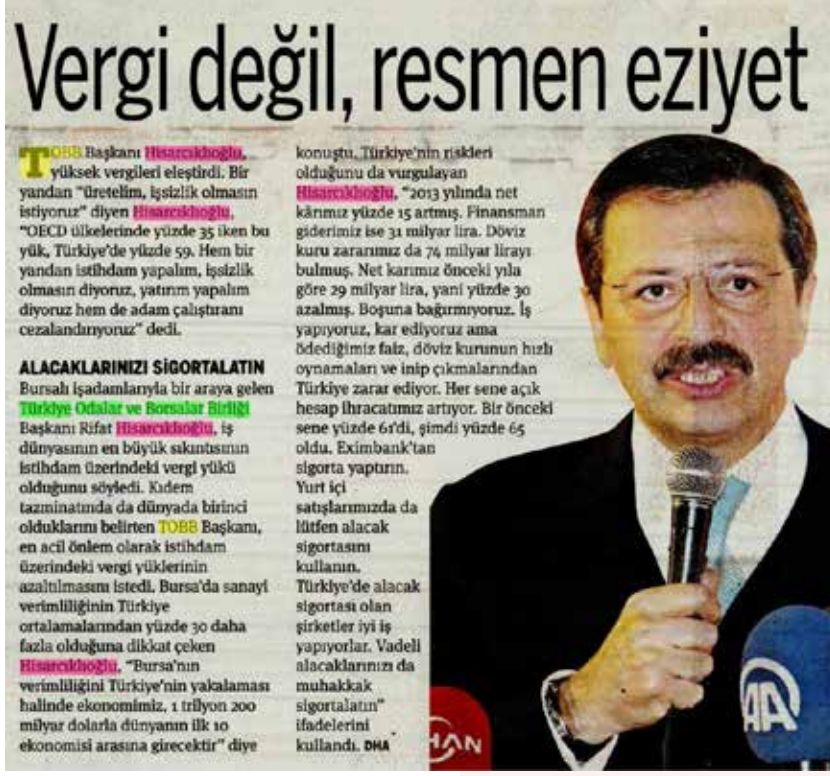 Vergi değil, resmen eziyet
TOBB Başkanı Hisarcıklıoğlu,
yüksek vergileri eleştirdi. Bir
yandan "üretelim, işsizlik olmasın
istiyoruz" diyen Hisarcıklıoğlu,
"OECD ülkelerinde yüzde 35 iken bu
yük, Türkiye'de yüzde 59. Hem bir
yandan istihdam yapalım, işsizlik
olmasın diyoruz, yatırım yapalım
diyoruz hem de adam çalıştıranı
cezalandırıyoruz" dedi.
ALACAKLARINIZI SİGORTALATIN
Bursalı işadamlarıyla bir araya gelen
Türkiye Odalar ve Borsalar Birliği
Başkanı Rifat Hisarcıklıoğlu, iş
dünyasının en büyük sıkıntısının
istihdam üzerindeki vergi yükü
olduğunu söyledi. Kıdem
tazminatında da dünyada birinci
olduklarını belirten TOBB Başkanı,
en acil önlem olarak istihdam
üzerindeki vergi yüklerinin
azaltılmasını istedi. Bursa'da sanayi
verimliliğinin Türkiye
ortalamalarından yüzde 30 daha
fazla olduğuna dikkat çeken
Hisarcıklıoğlu, "Bursa'nın
verimliliğini Türkiye'nin yakalaması
halinde ekonomimiz, 1 trilyon 200
milyar dolarla dünyanın ilk 10
ekonomisi arasına girecektir" diye
konuştu. Türkiye'nin riskleri
olduğunu da vurgulayan
Hisarcıklıoğlu, "2013 yılında net
kârımız yüzde 15 artmış. Finansman
giderimiz ise 31 milyar lira. Döviz
kuru zararımız da 74 milyar lirayı
bulmuş. Net karımız önceki yıla
göre 29 milyar lira, yani yüzde 30
azalmış. Boşuna bağırmıyoruz. İş
yapıyoruz, kar ediyoruz ama
ödediğimiz faiz, döviz kurunun hızlı
oynamaları ve inip çıkmalarından
Türkiye zarar ediyor. Her sene açık
hesap ihracatımız artıyor. Bir önceki
sene yüzde 61'di, şimdi yüzde 65
oldu. Eximbank'tan
sigorta yaptırın.
Yurt içi
satışlarımızda da
lütfen alacak
sigortasını
kullanın.
Türkiye'de alacak
sigortası olan
şirketler iyi iş
yapıyorlar. Vadeli
alacaklarınızı da
muhakkak
sigortalatın"
ifadelerini
kullandı. DHA
HAN
AA